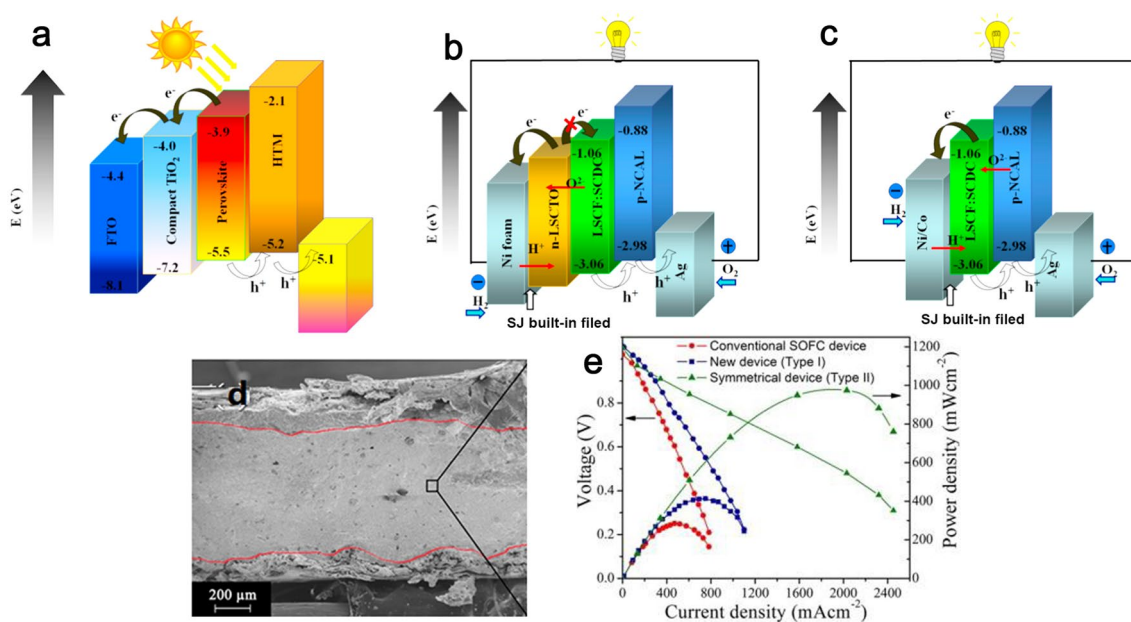 a
E (eV)
-4.4
FTO
-8.1
-4.0
Compact TiO2
-7.2
-3.9
Perovskite
-5.5
-2.1
HTM
-5.2
-5.1
e-
e-
h+
h+
b
E (eV)
e-
e-
Ni foam
n-LSCTO
-1.06
LSCF:SCDC
-3.06
-0.88
p-NCAL
-2.98
Ag
O2-
H+
h+
h+
H2
O2
SJ built-in filed
c
E (eV)
e-
Ni/Co
-1.06
LSCF:SCDC
-3.06
-0.88
p-NCAL
-2.98
Ag
O2-
H+
h+
h+
H2
O2
SJ built-in filed
d
200 μm
e
Conventional SOFC device
New device (Type I)
Symmetrical device (Type II)
Voltage (V)
0.8
0.6
0.4
0.2
0.0
0 400 800 1200 1600 2000 2400
Current density (mAcm-2)
1200
1000
800
600
400
200
0
Power density (mWcm-2)